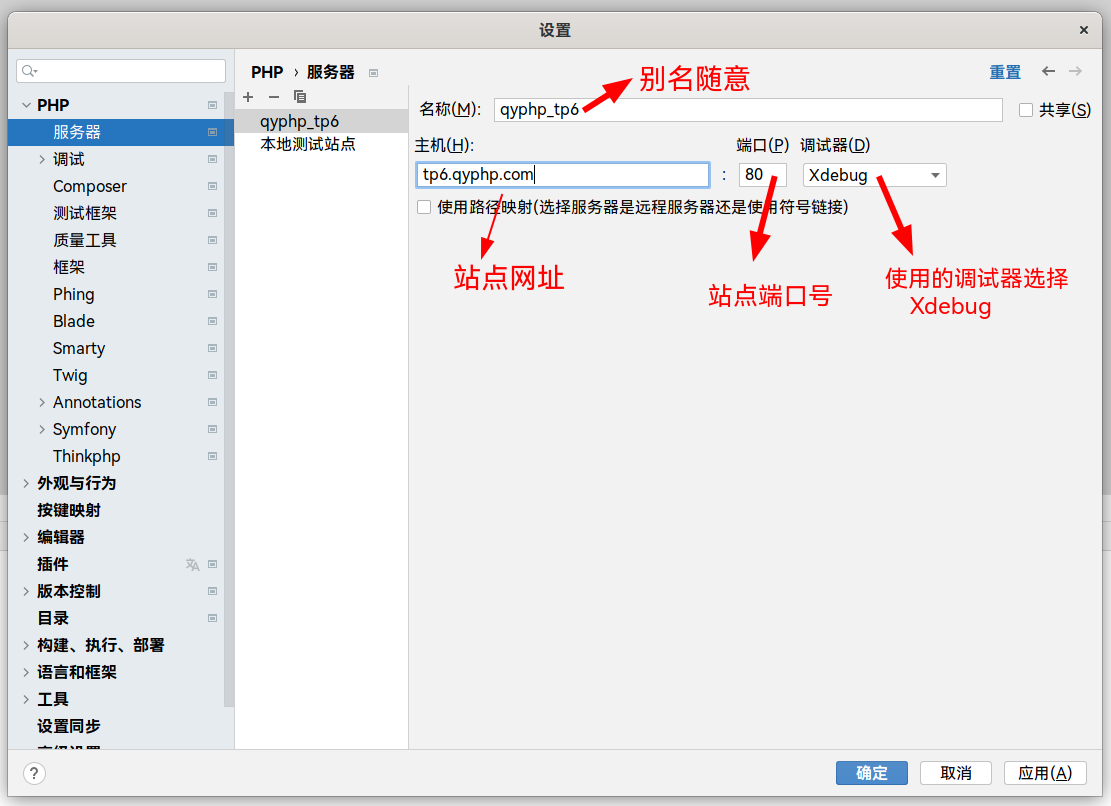 设置
PHP
服务器
调试
Composer
测试框架
质量工具
框架
Phing
Blade
Smarty
Twig
Annotations
Symfony
Thinkphp
外观与行为
按键映射
编辑器
插件
版本控制
目录
构建、执行、部署
语言和框架
工具
设置同步
高级设置
PHP › 服务器
重置
qyphp_tp6
本地测试站点
别名随意
名称(M): qyphp_tp6 共享(S)
主机(H): 端口(P) 调试器(D)
tp6.qyphp.com : 80 Xdebug
使用路径映射(选择服务器是远程服务器还是使用符号链接)
站点网址
站点端口号
使用的调试器选择
Xdebug
?
确定 取消 应用(A)